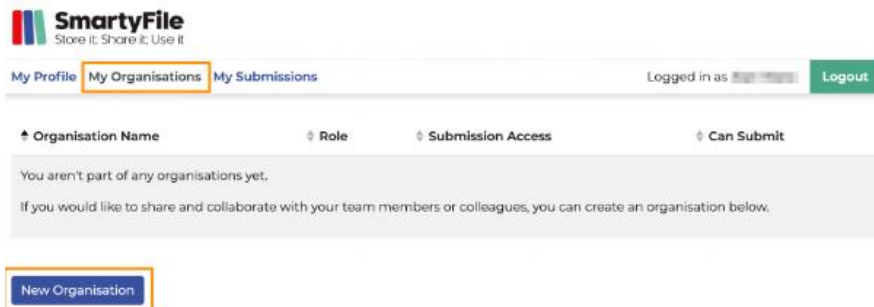 SmartyFile
Store it; Share it; Use it
My Profile My Organisations My Submissions Logged in as Logout
Organisation Name Role Submission Access Can Submit
You aren't part of any organisations yet.
If you would like to share and collaborate with your team members or colleagues, you can create an organisation below.
New Organisation